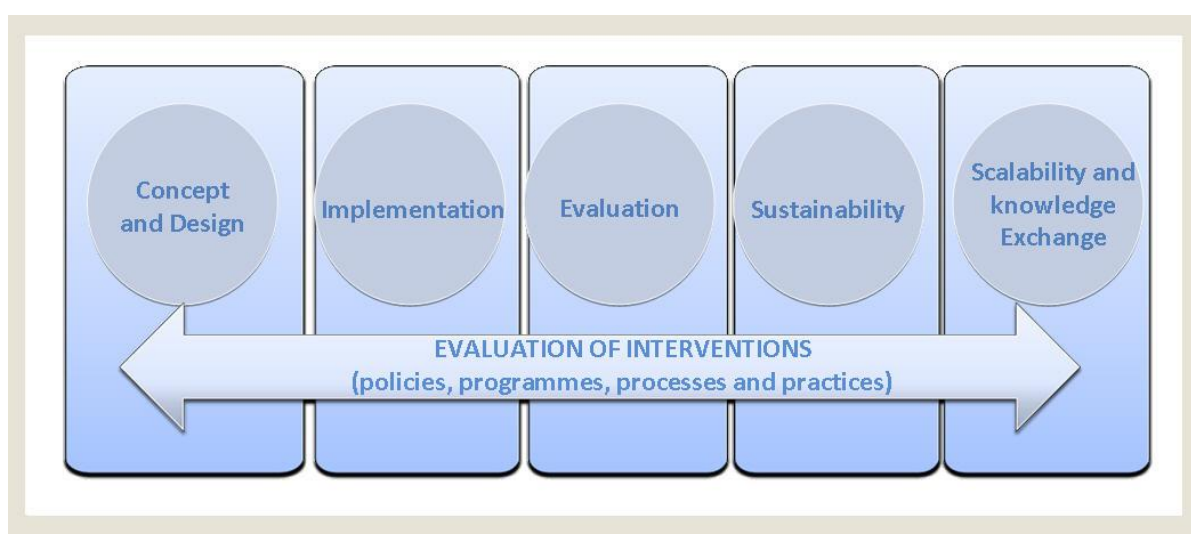 Concept
and Design
Implementation
Evaluation
Sustainability
Scalability and
knowledge
Exchange
EVALUATION OF INTERVENTIONS
(policies, programmes, processes and practices)